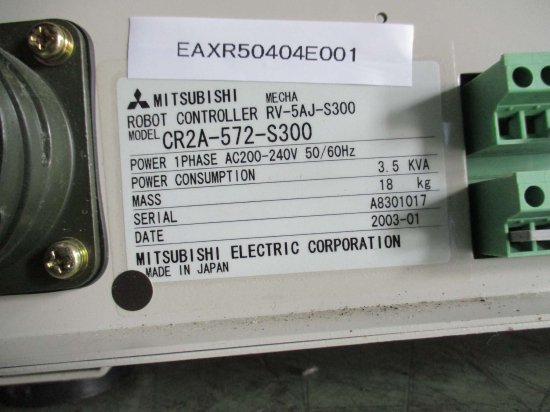 EAXR50404E001
MITSUBISHI MECHA
ROBOT CONTROLLER RV-5AJ-S300
MODEL CR2A-572-S300
POWER 1PHASE AC200-240V 50/60Hz
POWER CONSUMPTION 3.5 KVA
MASS 18 kg
SERIAL A8301017
DATE 2003-01
MITSUBISHI ELECTRIC CORPORATION
MADE IN JAPAN